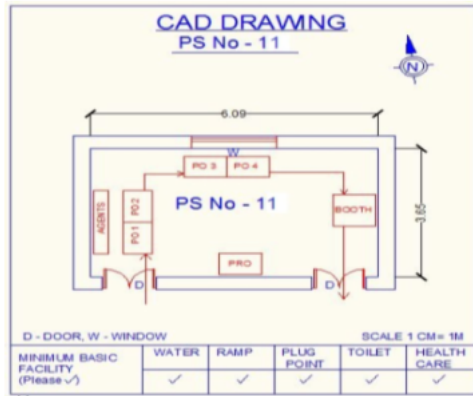 CAD DRAWING
PS No - 11
N
6.09
W
PO 3 PO 4
AGENTS
PO 1 PO 2
PS No - 11
BOOTH
3.65
PRO
D
D
D - DOOR, W - WINDOW
SCALE 1 CM= 1M
MINIMUM BASIC FACILITY (Please ✓)
WATER
RAMP
PLUG POINT
TOILET
HEALTH CARE
✓ ✓ ✓ ✓ ✓